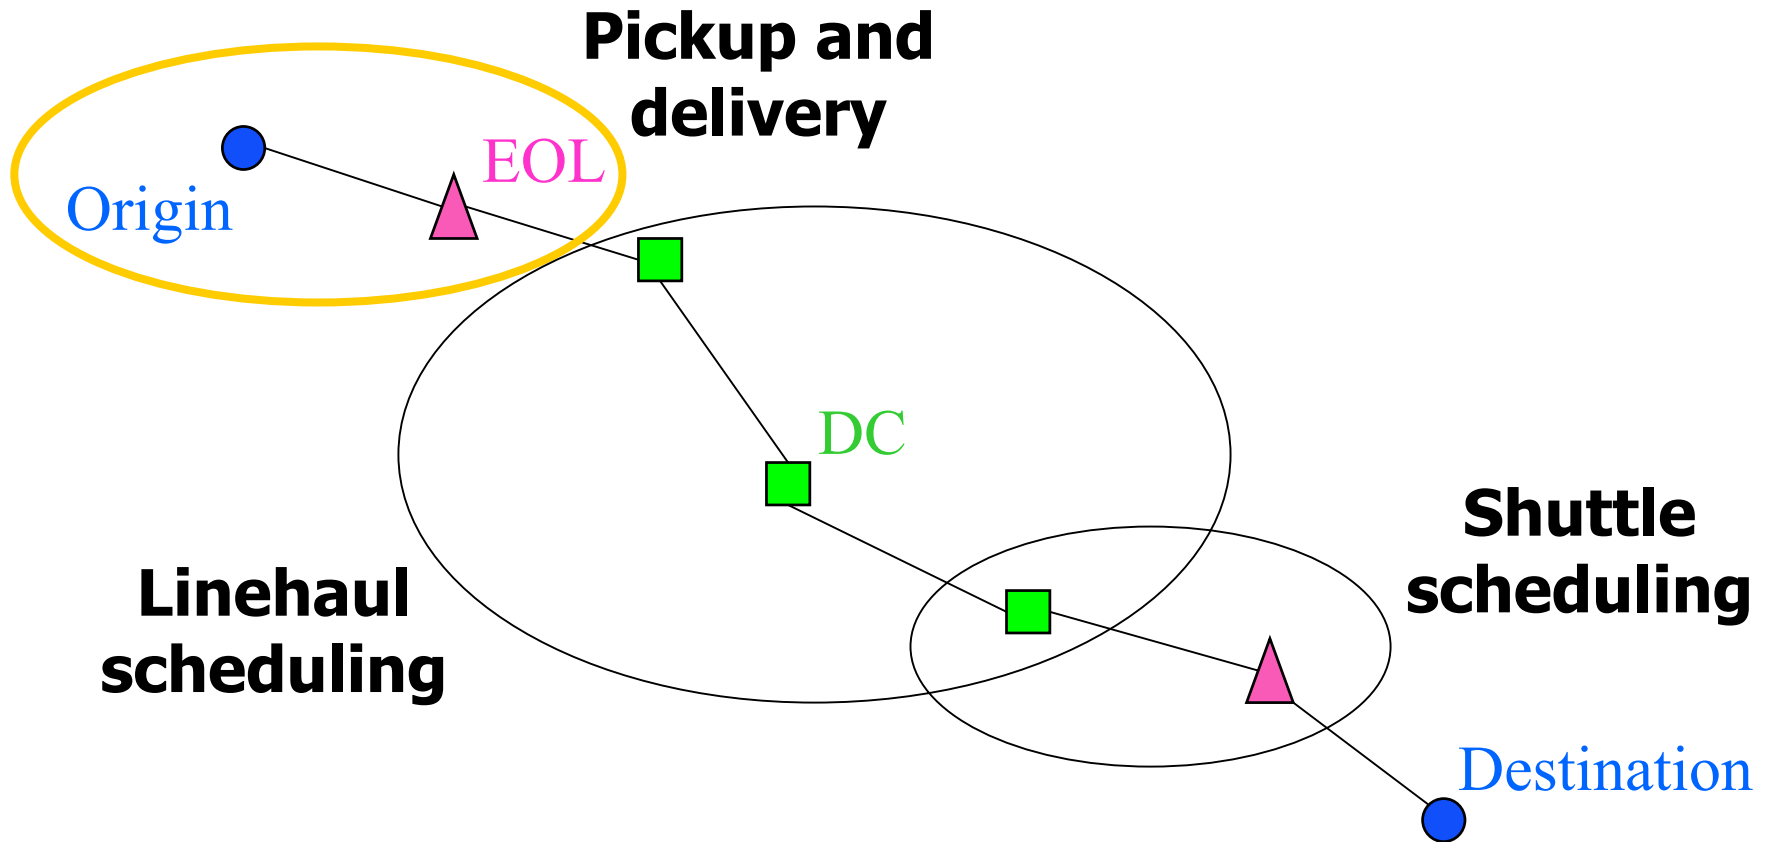 Pickup and
delivery
EOL
Origin
DC
Shuttle
scheduling
Linehaul
scheduling
Destination